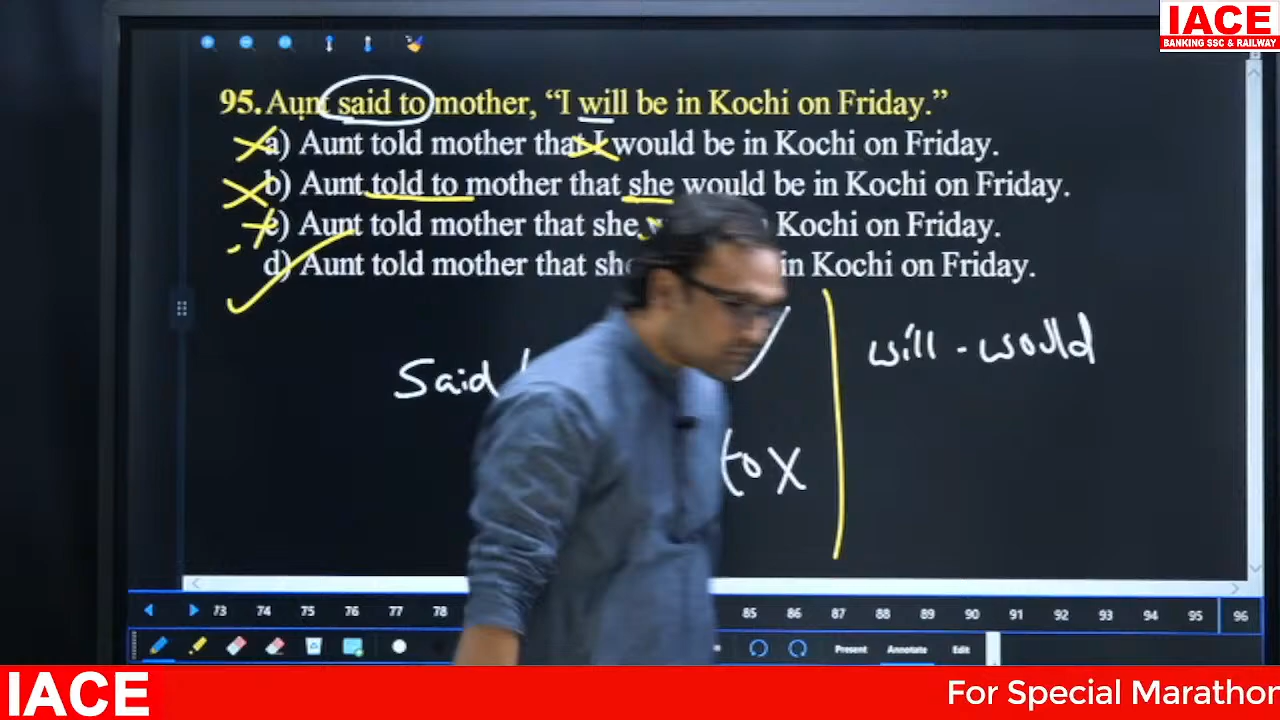 IACE
BANKING SSC & RAILWAY
95. Aunt said to mother, “I will be in Kochi on Friday.”
a) Aunt told mother that I would be in Kochi on Friday.
b) Aunt told to mother that she would be in Kochi on Friday.
c) Aunt told mother that she Kochi on Friday.
d) Aunt told mother that she in Kochi on Friday.
will - would
Said
to X
73 74 75 76 77 78 85 86 87 88 89 90 91 92 93 94 95 96
Present Annotate Edit
IACE
For Special Marathon